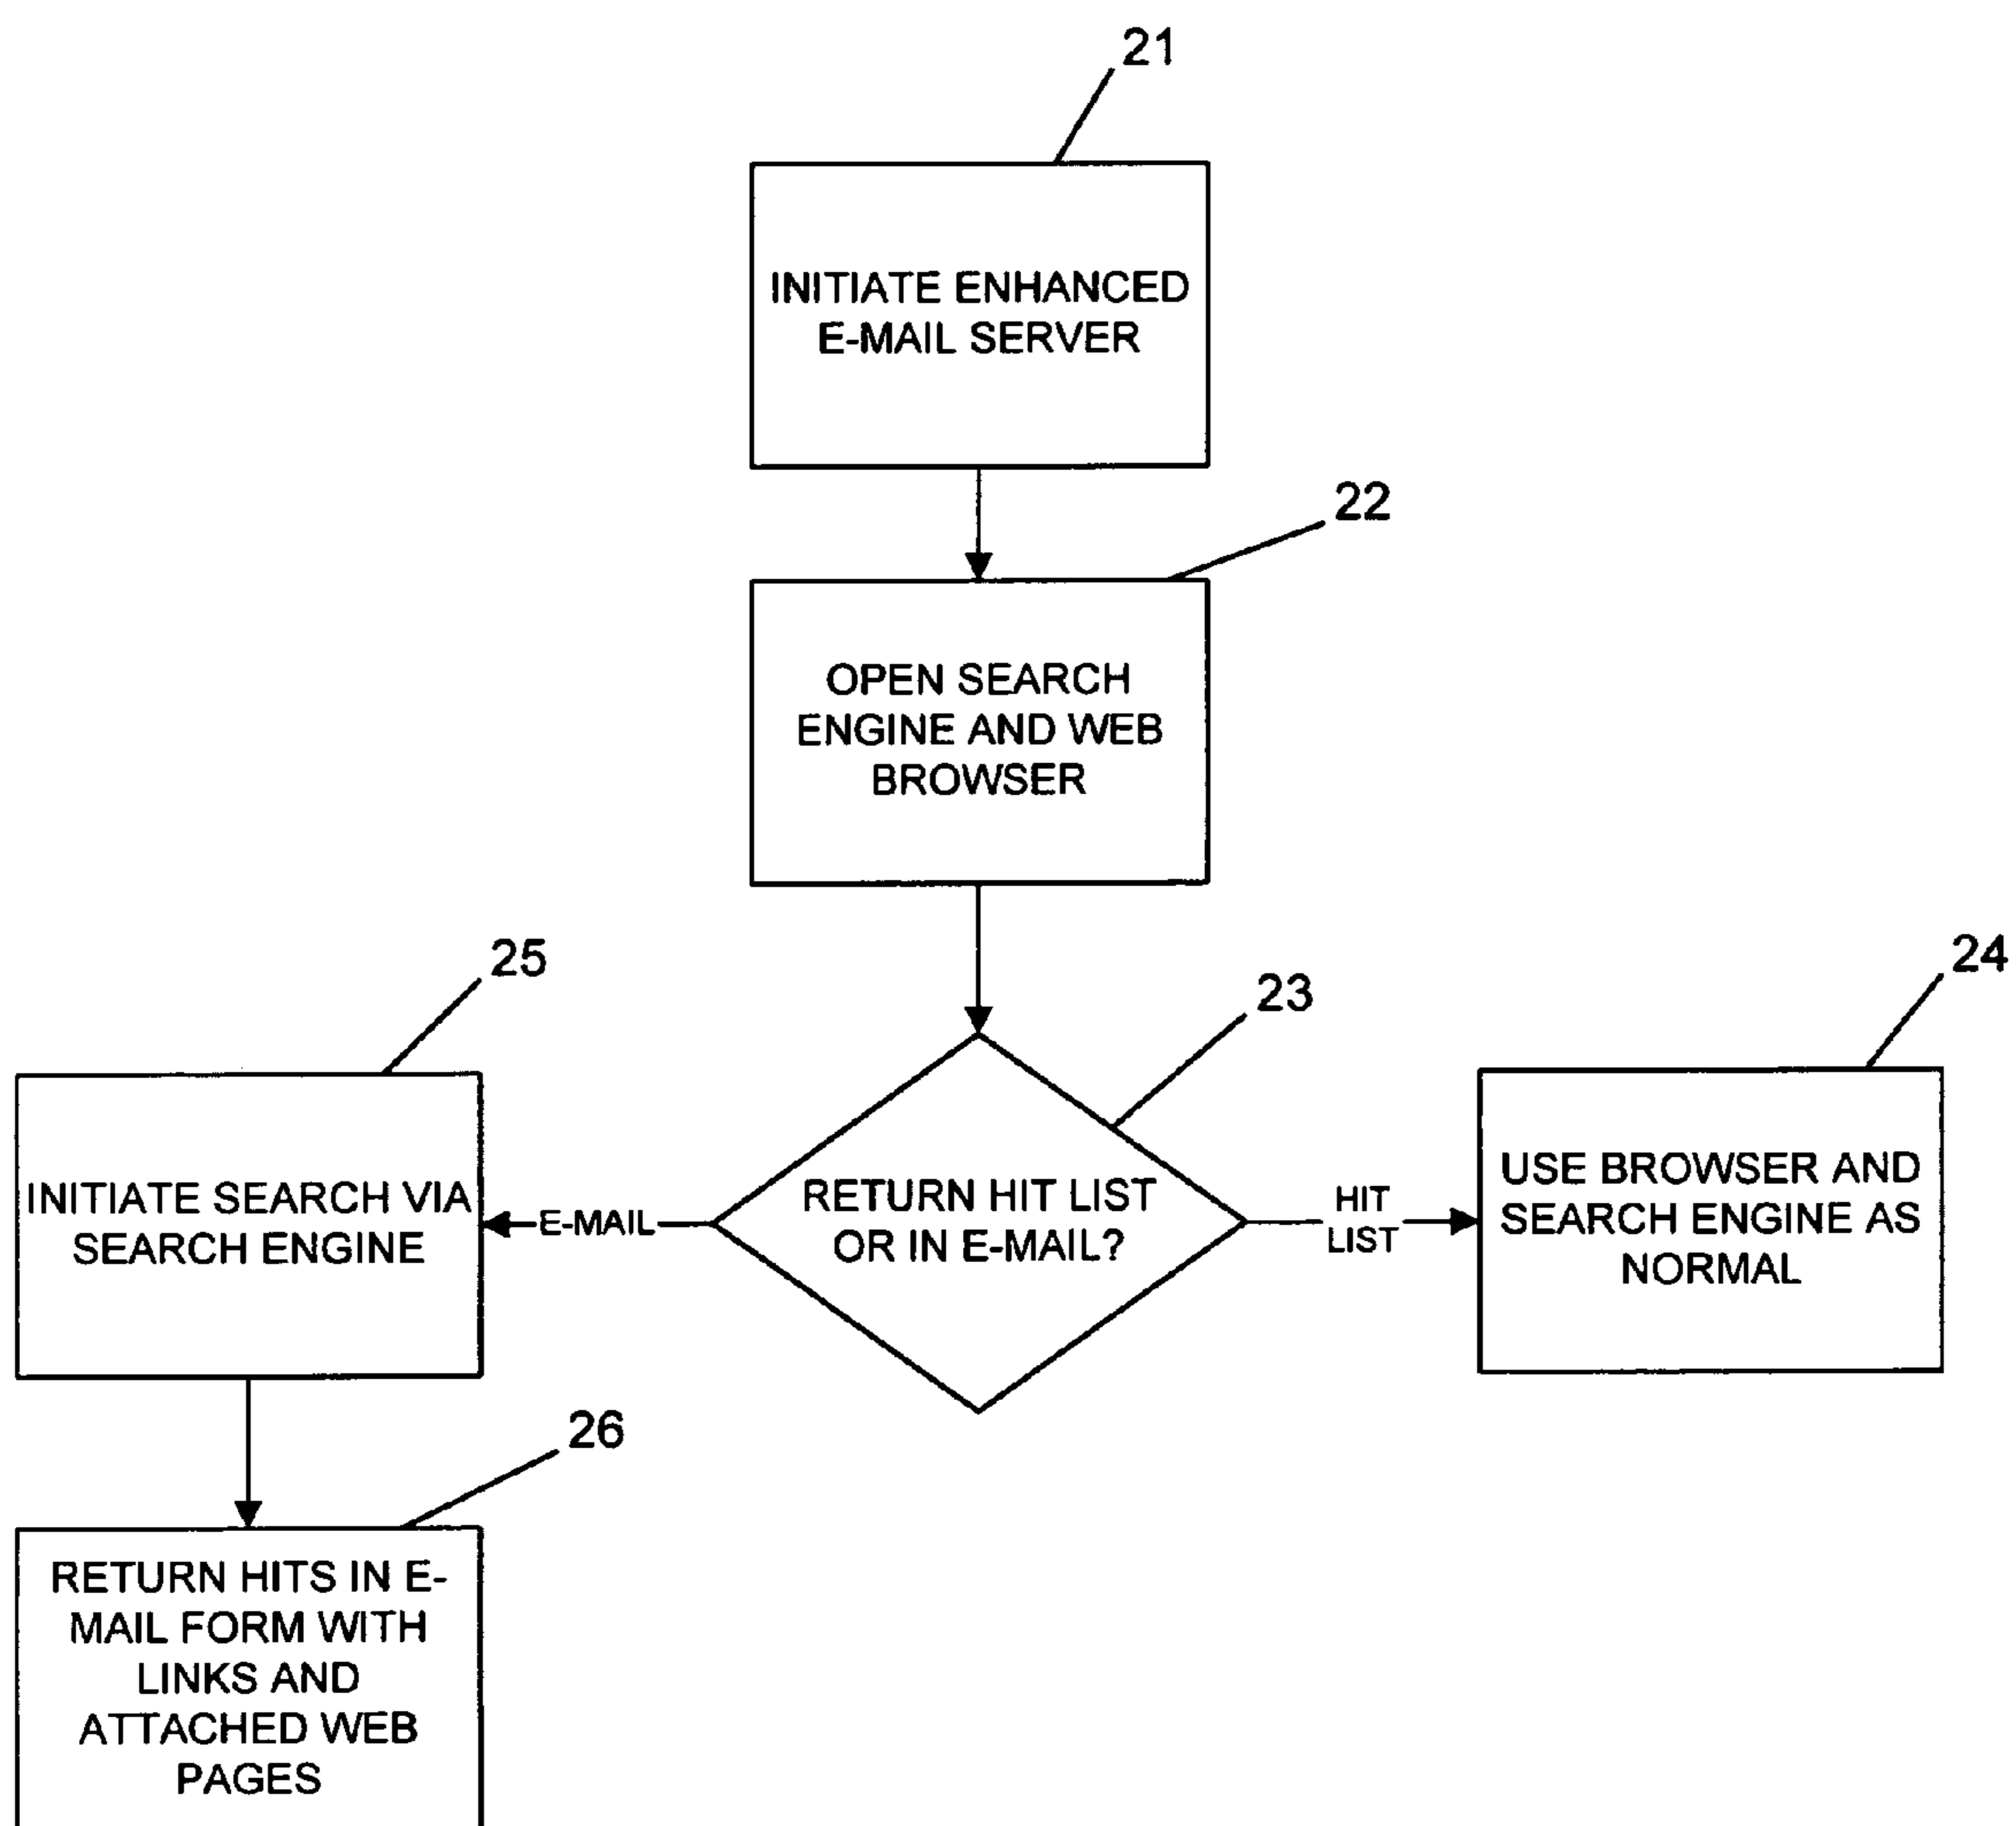 21
INITIATE ENHANCED
E-MAIL SERVER
22
OPEN SEARCH
ENGINE AND WEB
BROWSER
23
RETURN HIT LIST
OR IN E-MAIL?
HIT
LIST
24
USE BROWSER AND
SEARCH ENGINE AS
NORMAL
E-MAIL
25
INITIATE SEARCH VIA
SEARCH ENGINE
26
RETURN HITS IN E-
MAIL FORM WITH
LINKS AND
ATTACHED WEB
PAGES